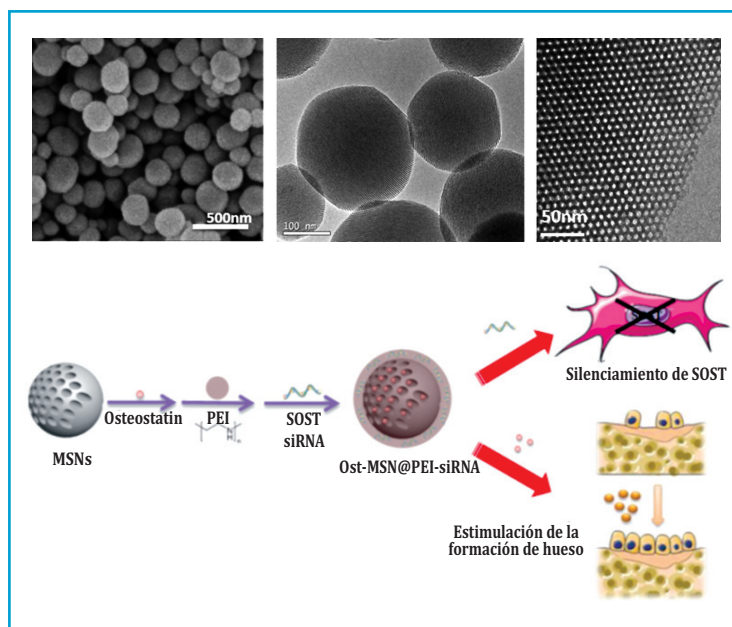 500nm
100 nm
50nm
Silenciamiento de SOST
Osteostatin
PEI
SOST
siRNA
MSNs
Ost-MSN@PEI-siRNA
Estimulación de la
formación de hueso